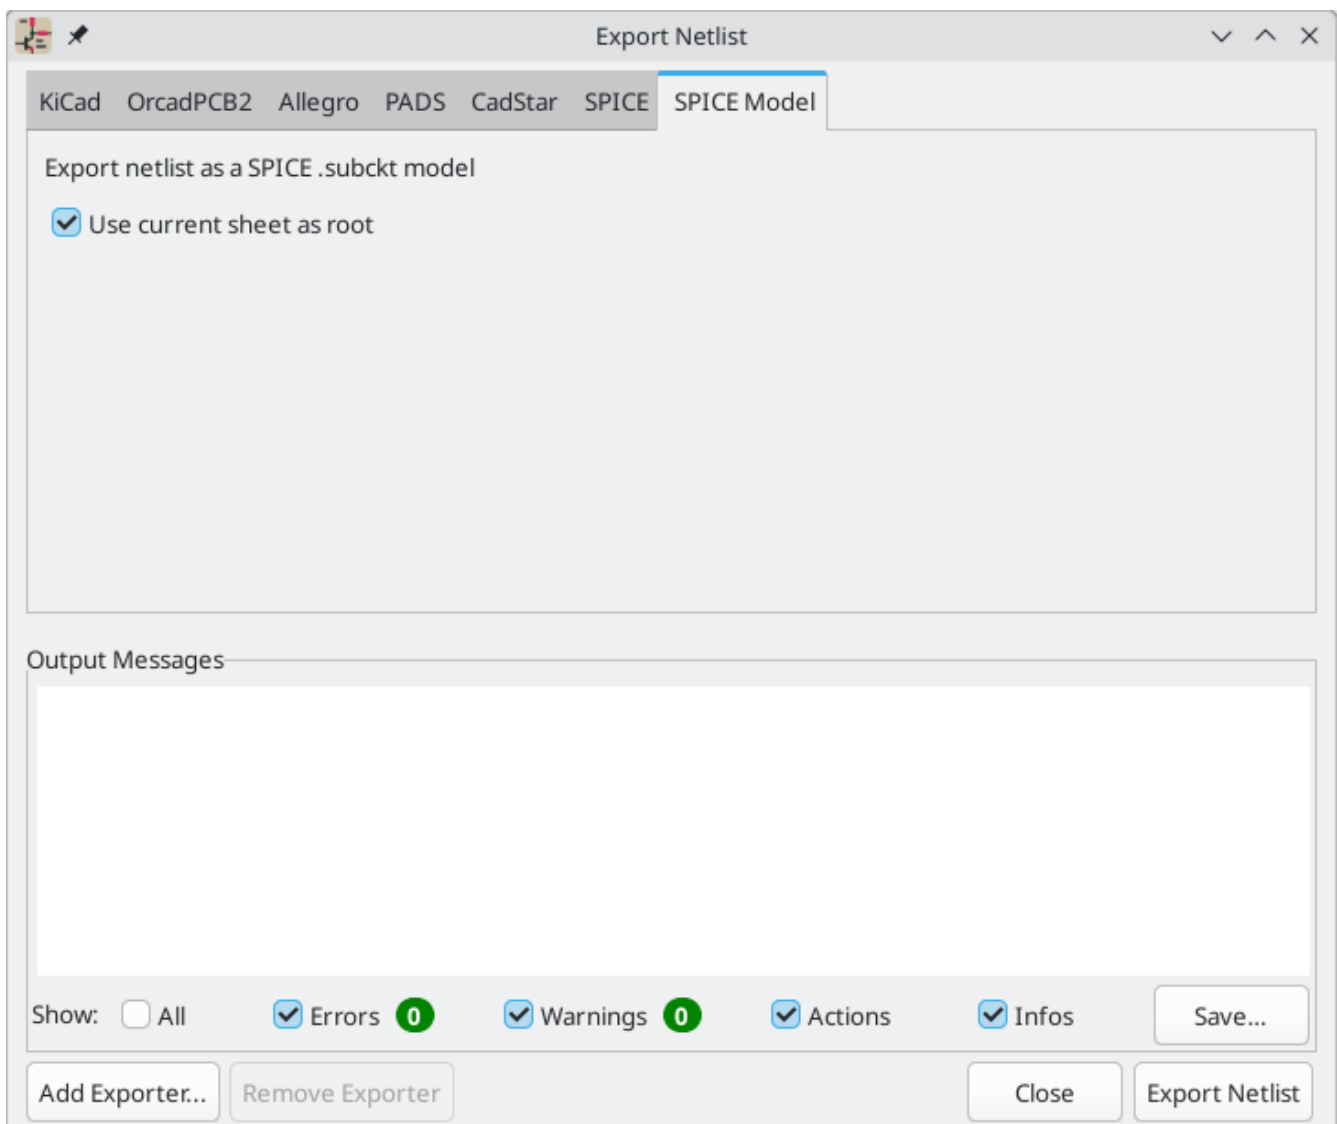 Export Netlist
KiCad OrcadPCB2 Allegro PADS CadStar SPICE SPICE Model
Export netlist as a SPICE .subckt model
Use current sheet as root
Output Messages
Show: All Errors 0 Warnings 0 Actions Infos Save...
Add Exporter... Remove Exporter Close Export Netlist